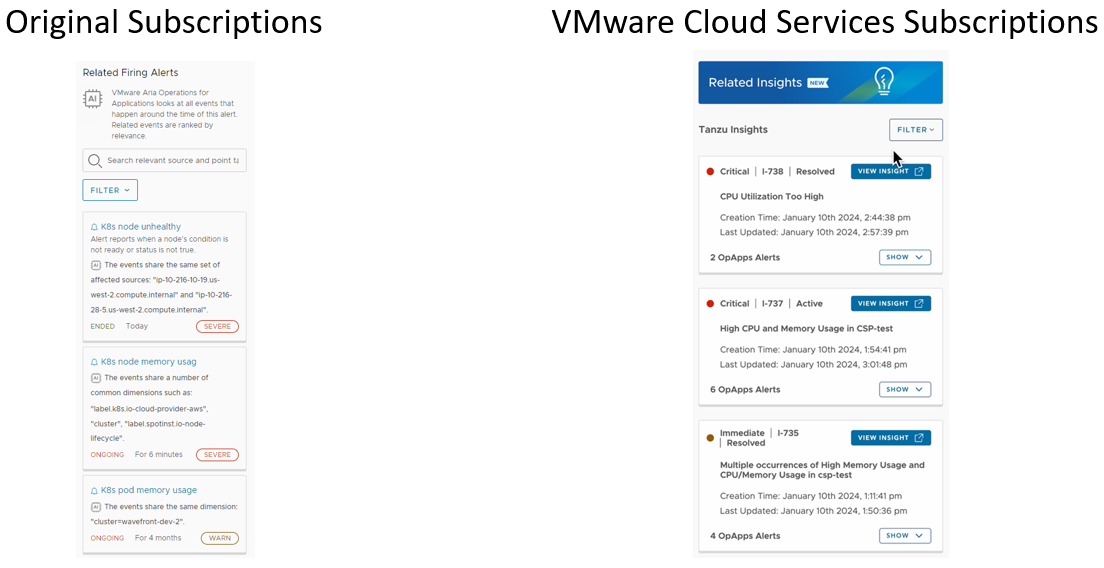 Original Subscriptions
Related Firing Alerts
AI
VMware Aria Operations for
Applications looks at all events that
happen around the time of this alert.
Related events are ranked by
relevance.
Search relevant source and point ta
FILTER
K8s node unhealthy
Alert reports when a node's condition is
not ready or status is not true.
AI The events share the same set of
affected sources: "ip-10-216-10-19.us-
west-2.compute.internal" and "ip-10-216-
28-5.us-west-2.compute.internal".
ENDED Today SEVERE
K8s node memory usag
AI The events share a number of
common dimensions such as:
"label.k8s.io-cloud-provider-aws",
"cluster", "label.spotinst.io-node-
lifecycle".
ONGOING For 6 minutes SEVERE
K8s pod memory usage
AI The events share the same dimension:
"cluster=wavefront-dev-2".
ONGOING For 4 months WARN
VMware Cloud Services Subscriptions
Related Insights NEW
Tanzu Insights FILTER
Critical | I-738 | Resolved VIEW INSIGHT
CPU Utilization Too High
Creation Time: January 10th 2024, 2:44:38 pm
Last Updated: January 10th 2024, 2:57:39 pm
2 OpApps Alerts SHOW
Critical | I-737 | Active VIEW INSIGHT
High CPU and Memory Usage in CSP-test
Creation Time: January 10th 2024, 1:54:41 pm
Last Updated: January 10th 2024, 3:01:48 pm
6 OpApps Alerts SHOW
Immediate | I-735
| Resolved VIEW INSIGHT
Multiple occurrences of High Memory Usage and
CPU/Memory Usage in csp-test
Creation Time: January 10th 2024, 1:11:41 pm
Last Updated: January 10th 2024, 1:50:36 pm
4 OpApps Alerts SHOW